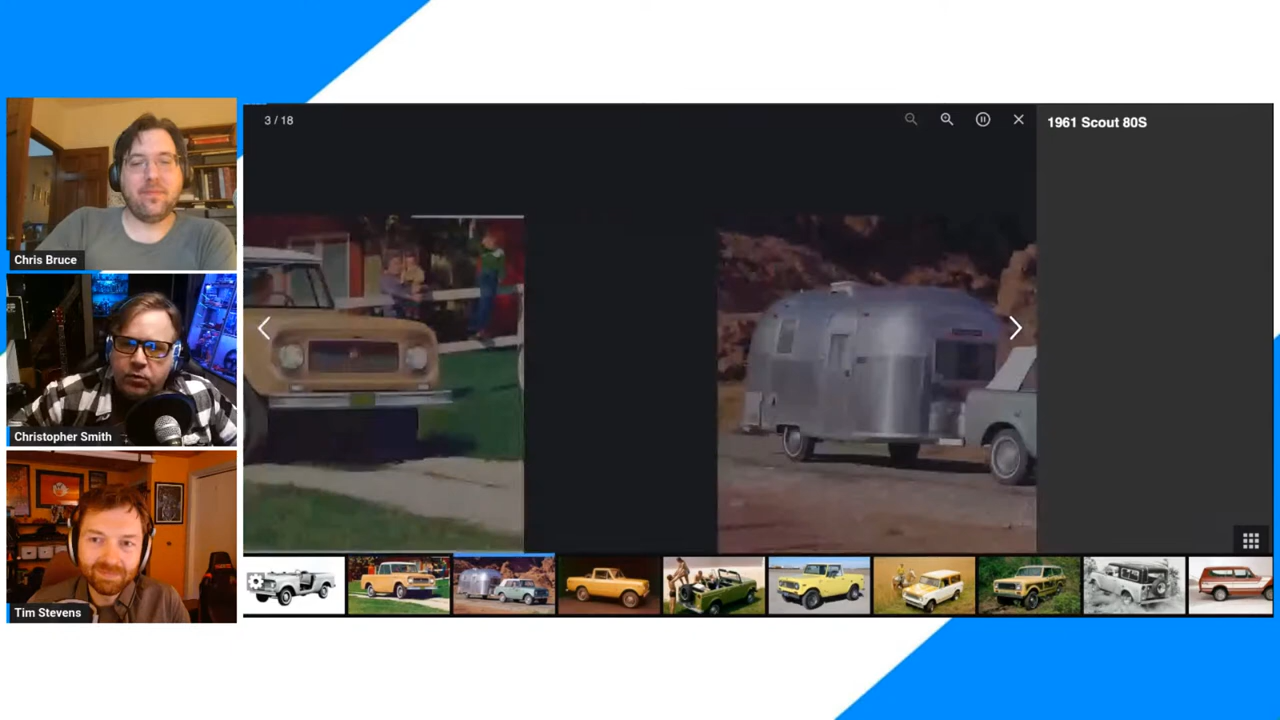 3 / 18
1961 Scout 80S
Chris Bruce
Christopher Smith
Tim Stevens